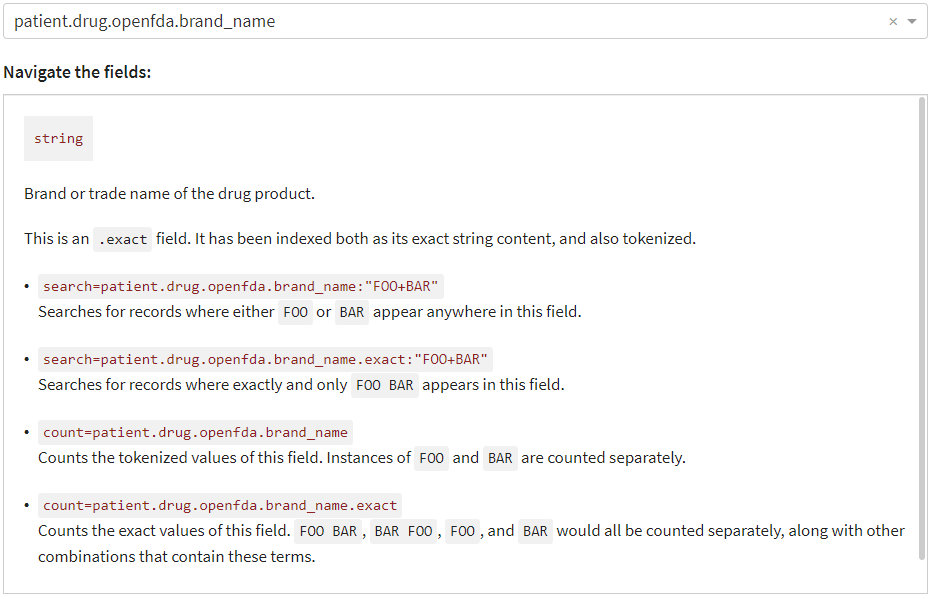 patient.drug.openfda.brand_name
Navigate the fields:
string
Brand or trade name of the drug product.
This is an .exact field. It has been indexed both as its exact string content, and also tokenized.
• search=patient.drug.openfda.brand_name:"FOO+BAR"
Searches for records where either FOO or BAR appear anywhere in this field.
• search=patient.drug.openfda.brand_name.exact:"FOO+BAR"
Searches for records where exactly and only FOO BAR appears in this field.
• count=patient.drug.openfda.brand_name
Counts the tokenized values of this field. Instances of FOO and BAR are counted separately.
• count=patient.drug.openfda.brand_name.exact
Counts the exact values of this field. FOO BAR, BAR FOO, FOO, and BAR would all be counted separately, along with other
combinations that contain these terms.